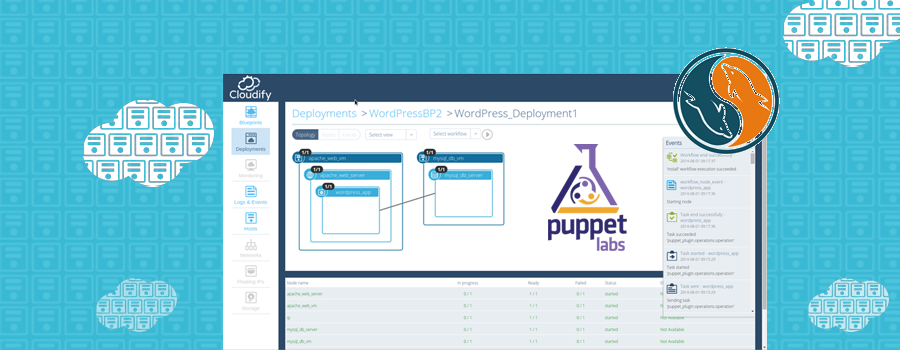 Cloudify
Deployments > WordPressBP2 > WordPress_Deployment1
Blueprints
Deployments
Monitoring
Logs & Events
Hosts
Networks
Floating IPs
Storage
Topology
Select view
Select workflow
1/1
apache_web_vm
1/1
apache_web_server
1/1
wordpress_app
1/1
mysql_db_vm
1/1
mysql_db_server
puppet
labs
Events
Workflow end successfully
'install' workflow execution succeeded
workflow_node_event -
wordpress_app
Starting node
Task end successfully -
wordpress_app
Task succeeded
'puppet_plugin.operations.operation'
Task started - wordpress_app
Task started
'puppet_plugin.operations.operation'
Task sent - wordpress_app
Sending task
'puppet_plugin.operations.operation'
Node name In progress Ready Failed Status
apache_web_server 0 / 1 1 / 1 0 / 1 started
apache_web_vm 0 / 1 1 / 1 0 / 1 started
ip 0 / 1 1 / 1 0 / 1 started Not Available
mysql_db_server 0 / 1 1 / 1 0 / 1 started Not Available
mysql_db_vm 0 / 1 1 / 1 0 / 1 started Not Available